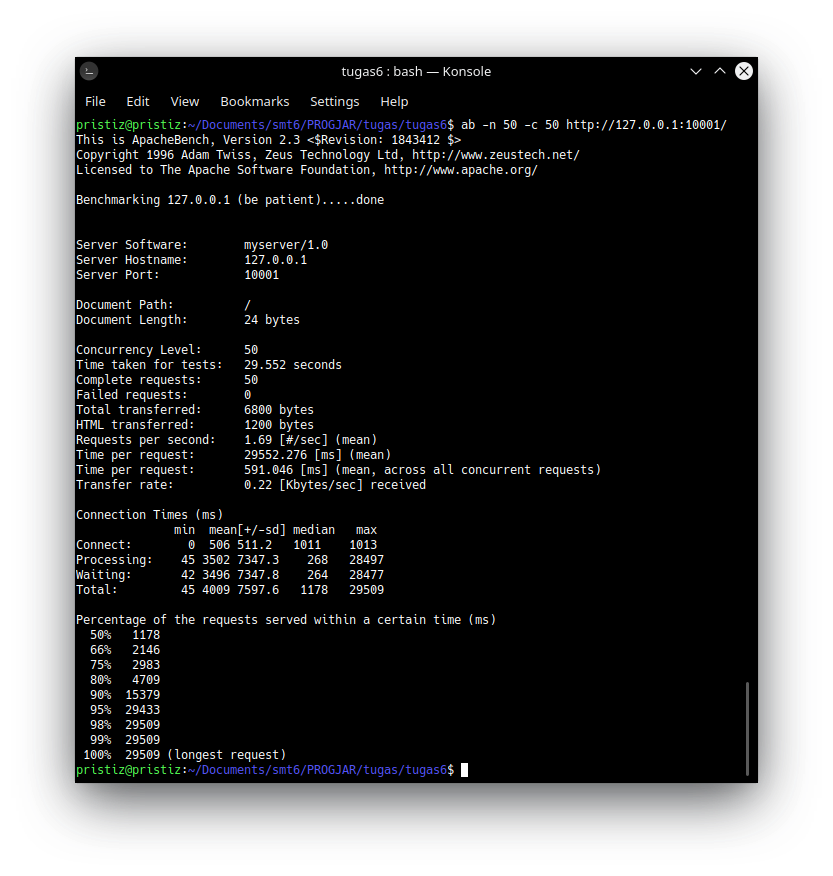 tugas6 : bash — Konsole
File Edit View Bookmarks Settings Help
pristiz@pristiz:~/Documents/smt6/PROGJAR/tugas/tugas6$ ab -n 50 -c 50 http://127.0.0.1:10001/
This is ApacheBench, Version 2.3 <$Revision: 1843412 $>
Copyright 1996 Adam Twiss, Zeus Technology Ltd, http://www.zeustech.net/
Licensed to The Apache Software Foundation, http://www.apache.org/
Benchmarking 127.0.0.1 (be patient).....done
Server Software:        myserver/1.0
Server Hostname:        127.0.0.1
Server Port:            10001
Document Path:          /
Document Length:        24 bytes
Concurrency Level:      50
Time taken for tests:   29.552 seconds
Complete requests:      50
Failed requests:        0
Total transferred:      6800 bytes
HTML transferred:       1200 bytes
Requests per second:    1.69 [#/sec] (mean)
Time per request:       29552.276 [ms] (mean)
Time per request:       591.046 [ms] (mean, across all concurrent requests)
Transfer rate:          0.22 [Kbytes/sec] received
Connection Times (ms)
              min  mean[+/-sd] median   max
Connect:        0  506 511.2   1011    1013
Processing:    45 3502 7347.3    268   28497
Waiting:       42 3496 7347.8    264   28477
Total:         45 4009 7597.6   1178   29509
Percentage of the requests served within a certain time (ms)
  50%   1178
  66%   2146
  75%   2983
  80%   4709
  90%  15379
  95%  29433
  98%  29509
  99%  29509
 100%  29509 (longest request)
pristiz@pristiz:~/Documents/smt6/PROGJAR/tugas/tugas6$